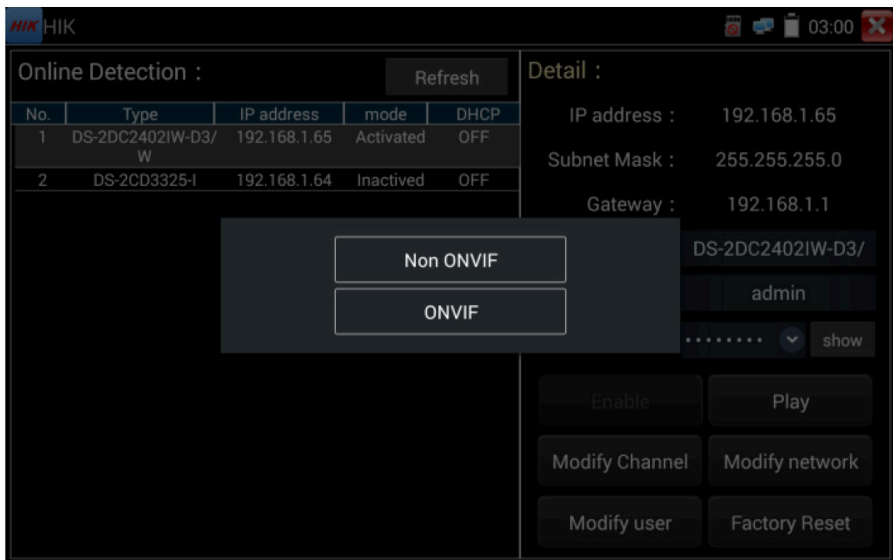 HIK HIK 03:00
Online Detection :
Refresh
No. Type IP address mode DHCP
1 DS-2DC2402IW-D3/ 192.168.1.65 Activated OFF
W
2 DS-2CD3325-I 192.168.1.64 Inactived OFF
Non ONVIF
ONVIF
Detail :
IP address : 192.168.1.65
Subnet Mask : 255.255.255.0
Gateway : 192.168.1.1
DS-2DC2402IW-D3/
admin
•••••••• show
Enable Play
Modify Channel Modify network
Modify user Factory Reset